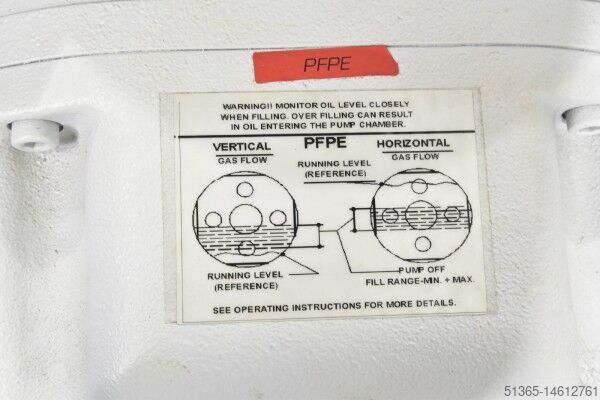 PFPE
WARNING!! MONITOR OIL LEVEL CLOSELY
WHEN FILLING. OVER FILLING CAN RESULT
IN OIL ENTERING THE PUMP CHAMBER.
VERTICAL
GAS FLOW
PFPE
HORIZONTAL
GAS FLOW
RUNNING LEVEL
(REFERENCE)
RUNNING LEVEL
(REFERENCE)
PUMP OFF
FILL RANGE-MIN. + MAX.
SEE OPERATING INSTRUCTIONS FOR MORE DETAILS.
51365-14612761